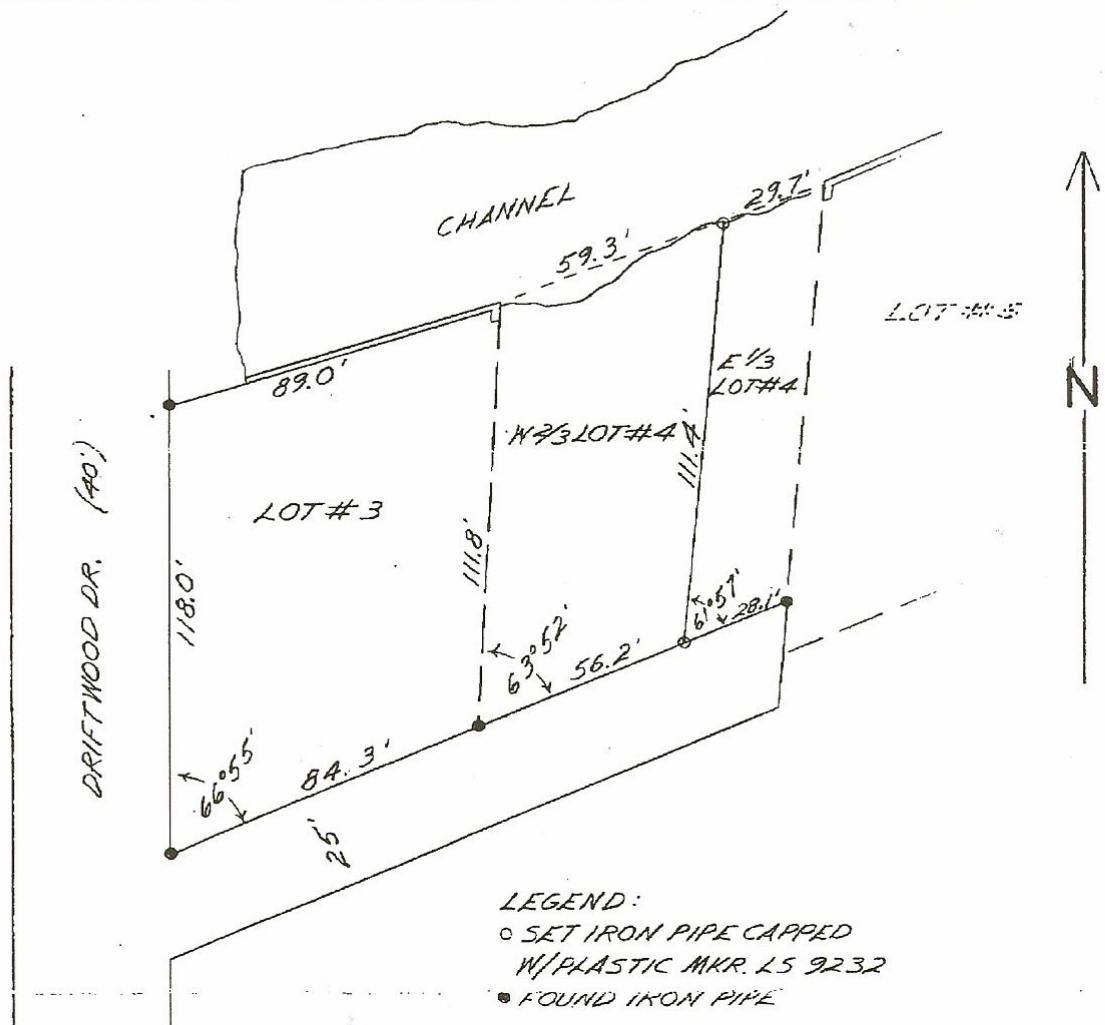 CHANNEL
29.7'
59.3'
LOT #5
E 1/3
LOT #4
89.0'
N
W 2/3 LOT #4
111.4'
DRIFTWOOD DR. (40')
LOT # 3
118.0'
111.8'
61°57'
28.1'
63°52'
56.2'
66°55'
84.3'
25'
LEGEND:
○ SET IRON PIPE CAPPED
W/PLASTIC MKR. LS 9232
● FOUND IRON PIPE